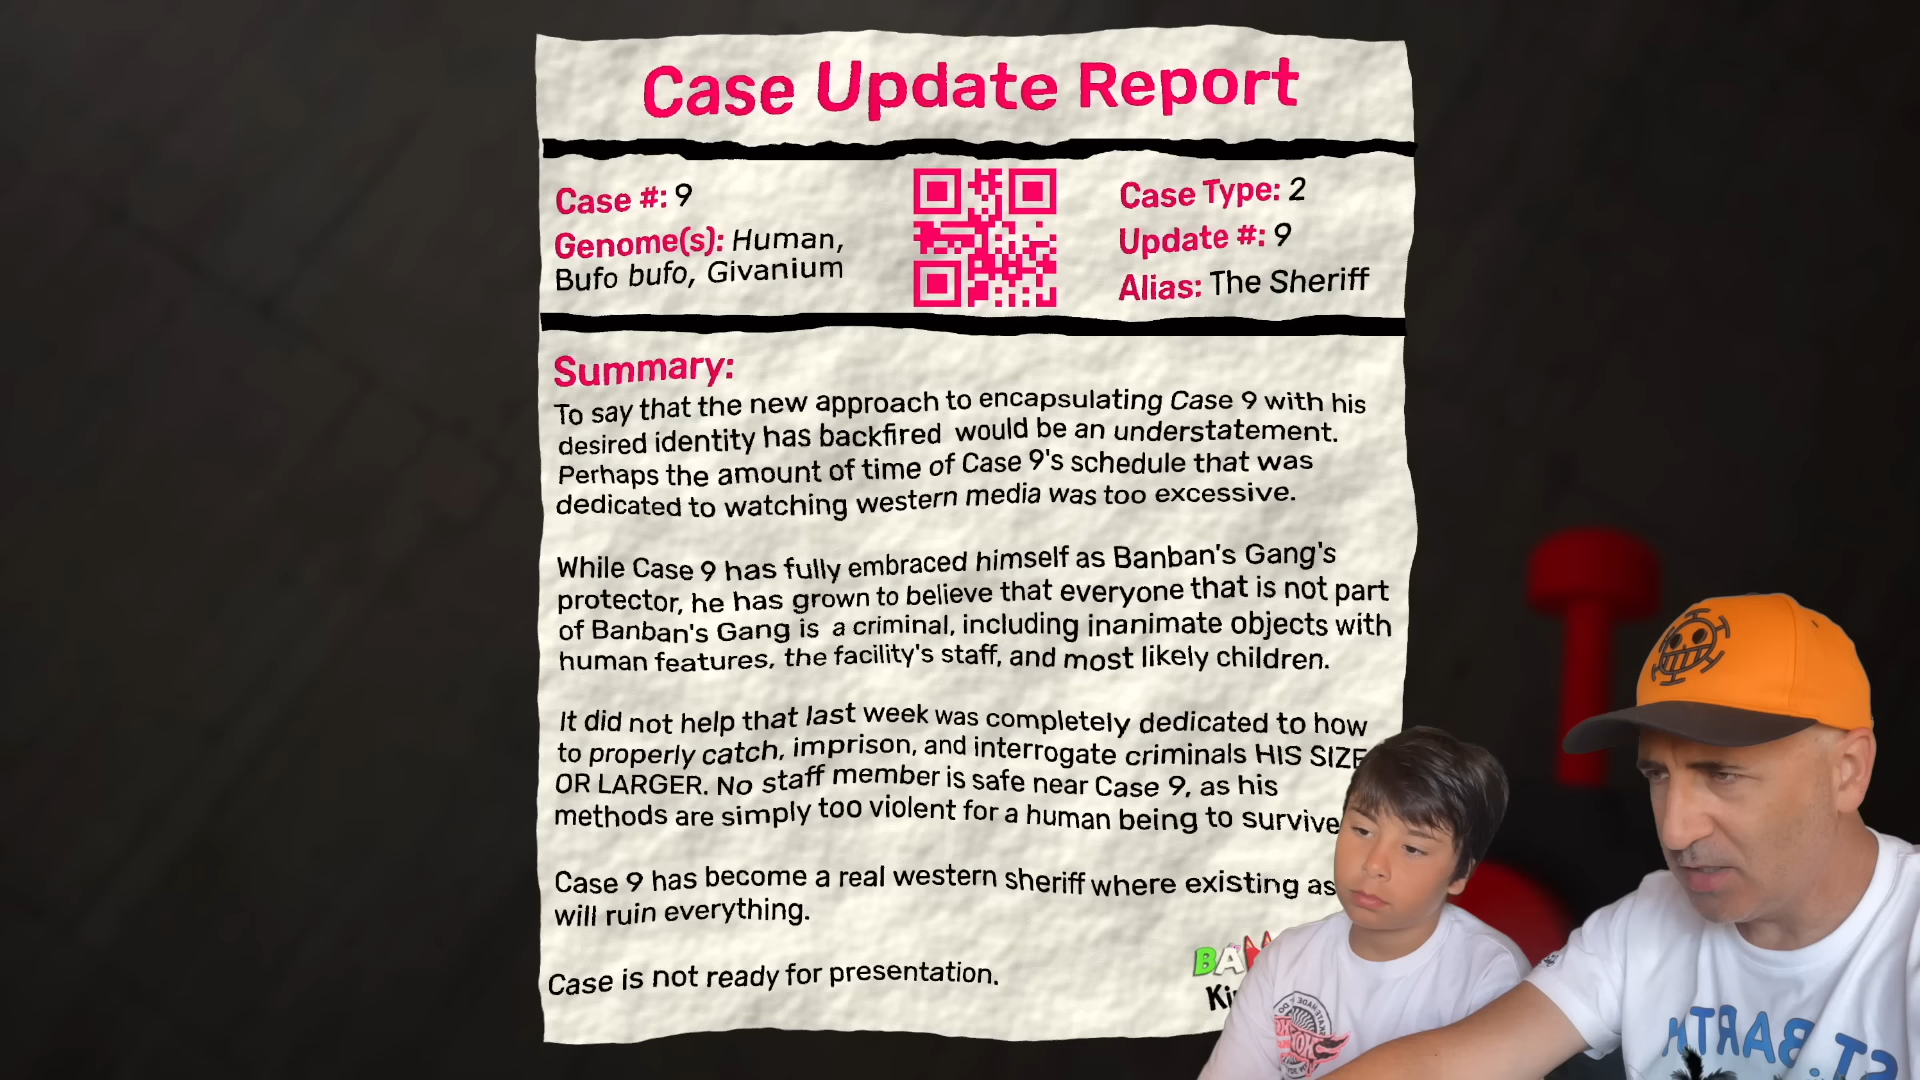 Case Update Report
Case #: 9
Genome(s): Human,
Bufo bufo, Givanium
Case Type: 2
Update #: 9
Alias: The Sheriff
Summary:
To say that the new approach to encapsulating Case 9 with his
desired identity has backfired would be an understatement.
Perhaps the amount of time of Case 9's schedule that was
dedicated to watching western media was too excessive.
While Case 9 has fully embraced himself as Banban's Gang's
protector, he has grown to believe that everyone that is not part
of Banban's Gang is a criminal, including inanimate objects with
human features, the facility's staff, and most likely children.
It did not help that last week was completely dedicated to how
to properly catch, imprison, and interrogate criminals HIS SIZE
OR LARGER. No staff member is safe near Case 9, as his
methods are simply too violent for a human being to survive
Case 9 has become a real western sheriff where existing as
will ruin everything.
Case is not ready for presentation.
ST. BARTH